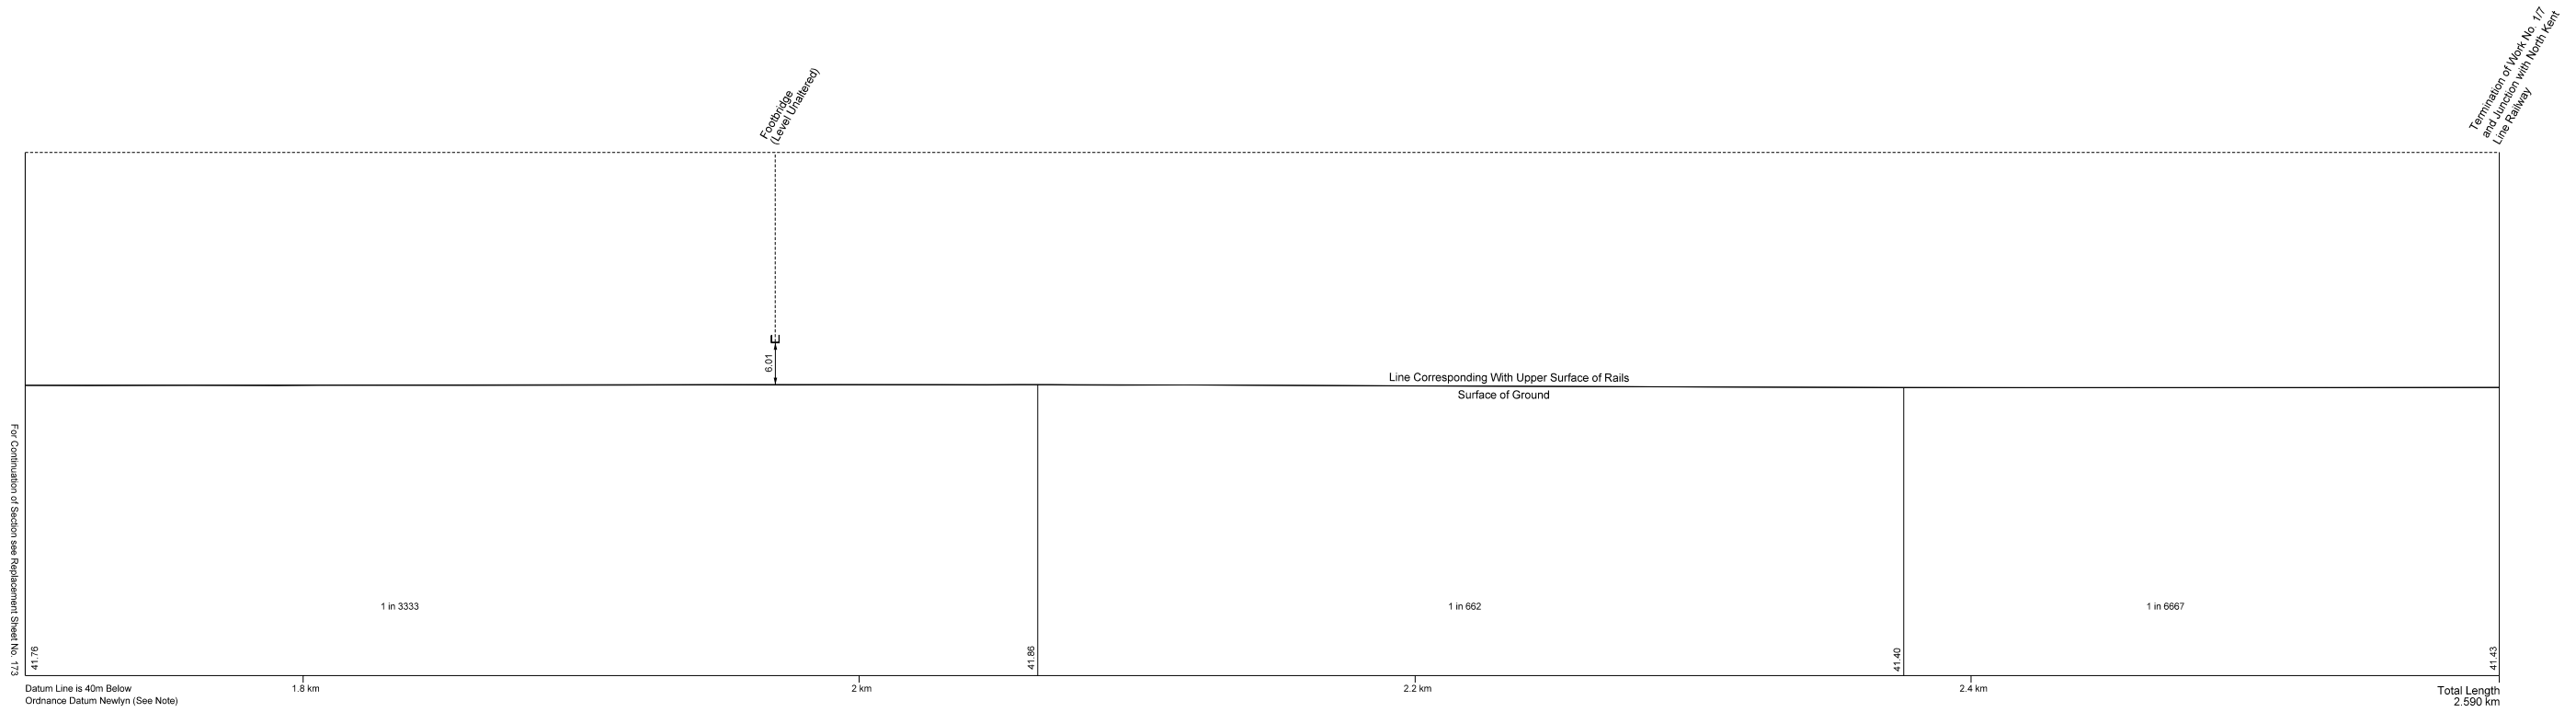 Termination of Work No. 1/7
and Junction with North Kent
Line Railway
Footbridge
(Level Unaltered)
6.01
Line Corresponding With Upper Surface of Rails
Surface of Ground
For Continuation of Section see Replacement Sheet No. 173
1 in 3333
1 in 662
1 in 6667
41.76
41.86
41.40
41.43
Datum Line is 40m Below
Ordnance Datum Newlyn (See Note)
1.8 km
2 km
2.2 km
2.4 km
Total Length
2.590 km